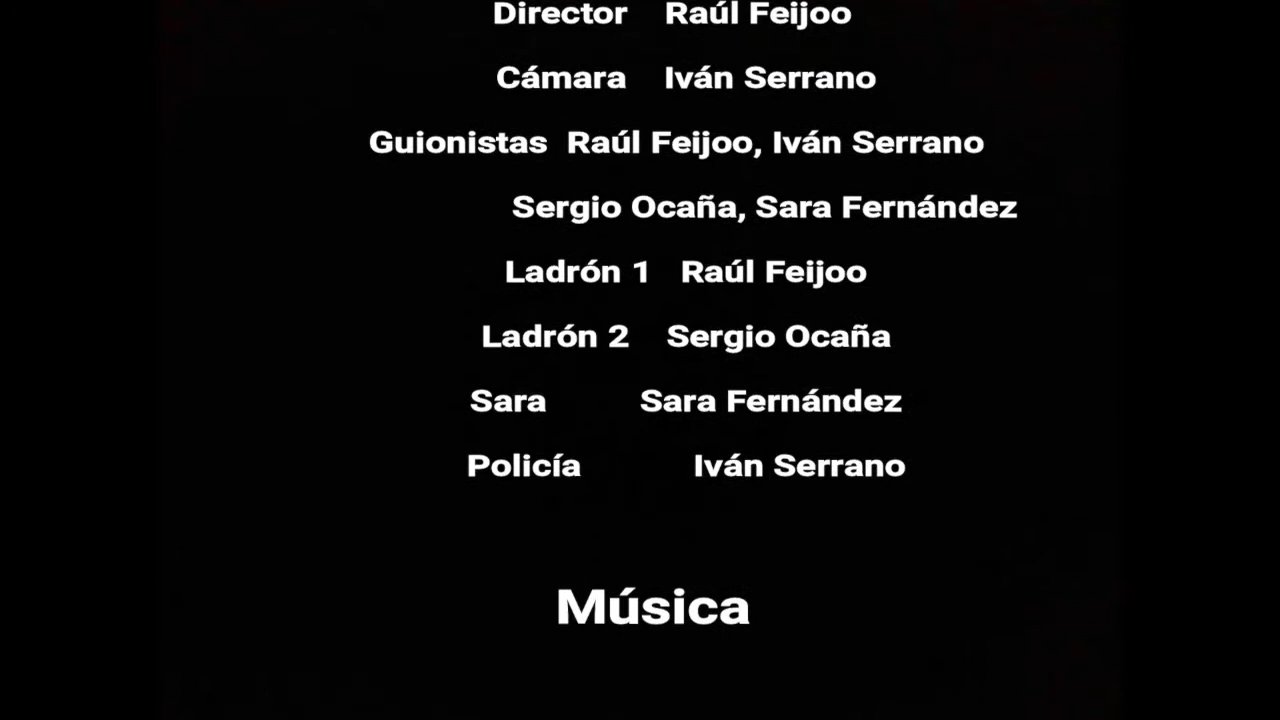 Director Raúl Feijoo
Cámara Iván Serrano
Guionistas Raúl Feijoo, Iván Serrano
Sergio Ocaña, Sara Fernández
Ladrón 1 Raúl Feijoo
Ladrón 2 Sergio Ocaña
Sara Sara Fernández
Policía Iván Serrano
Música